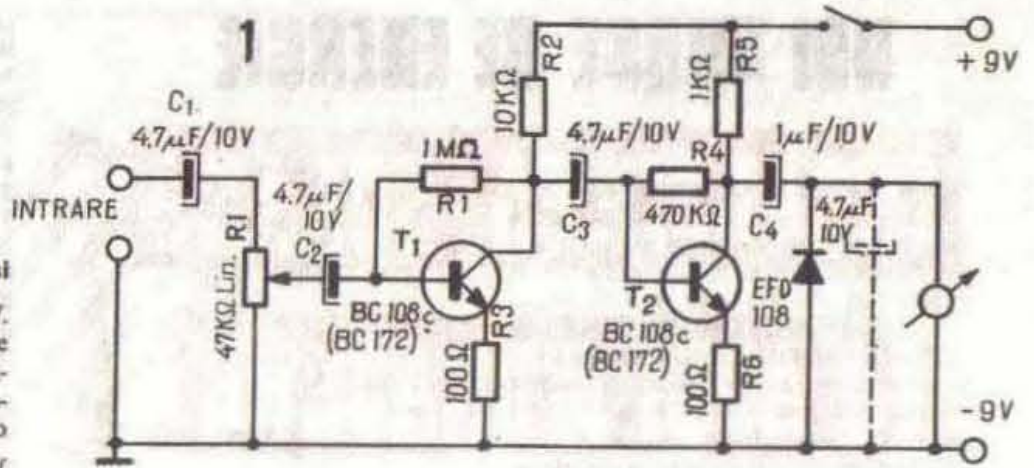 1
C1.
4.7µF/10V
INTRARE
R1
47KΩ Lin.
4.7µF/
10V
C2
1MΩ
R1
T1
BC 108c
(BC 172)
R3
100Ω
R2
10KΩ
4.7µF/10V
C3
R4
470KΩ
T2
BC 108c
(BC 172)
R6
100Ω
R5
1KΩ
1µF/10V
C4
4.7µF
10V
EFD
108
+9V
-9V